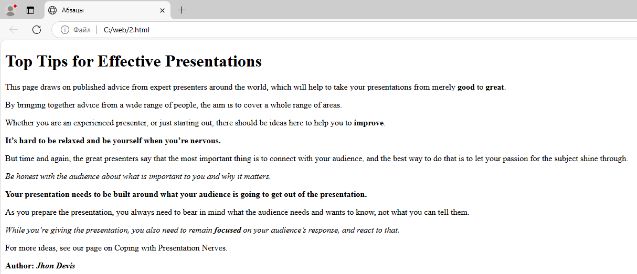 Абзацы
Файл C:/web/2.html
Top Tips for Effective Presentations
This page draws on published advice from expert presenters around the world, which will help to take your presentations from merely good to great.
By bringing together advice from a wide range of people, the aim is to cover a whole range of areas.
Whether you are an experienced presenter, or just starting out, there should be ideas here to help you to improve.
It's hard to be relaxed and be yourself when you're nervous.
But time and again, the great presenters say that the most important thing is to connect with your audience, and the best way to do that is to let your passion for the subject shine through.
Be honest with the audience about what is important to you and why it matters.
Your presentation needs to be built around what your audience is going to get out of the presentation.
As you prepare the presentation, you always need to bear in mind what the audience needs and wants to know, not what you can tell them.
While you're giving the presentation, you also need to remain focused on your audience's response, and react to that.
For more ideas, see our page on Coping with Presentation Nerves.
Author: Jhon Devis